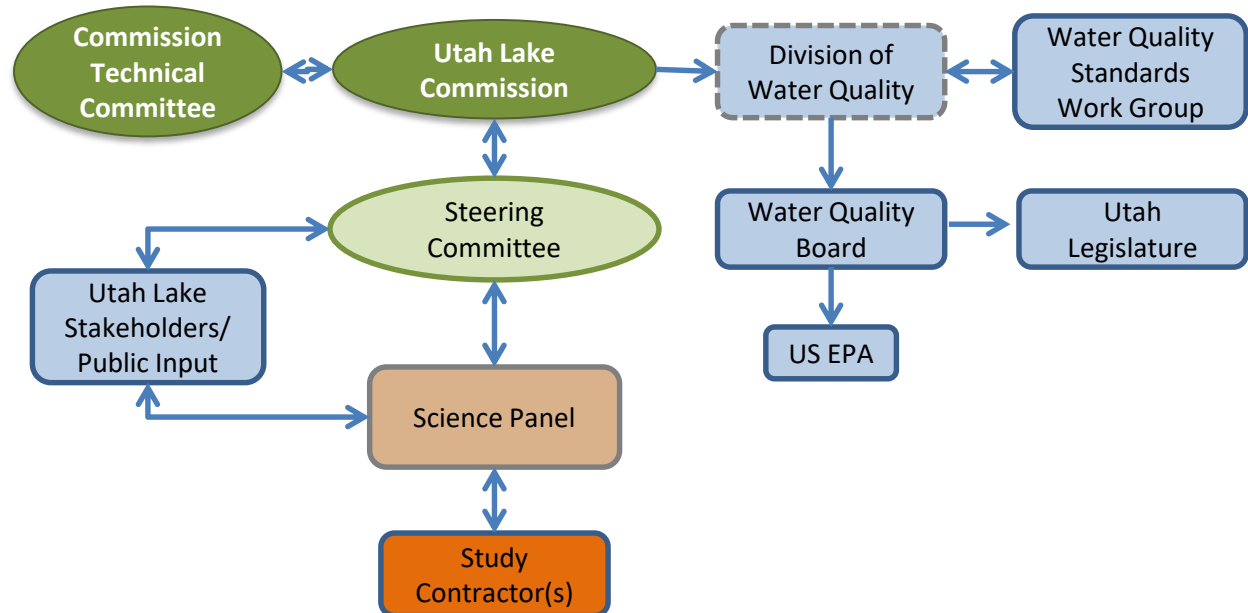 Commission
Technical
Committee
Utah Lake
Commission
Division of
Water Quality
Water Quality
Standards
Work Group
Steering
Committee
Water Quality
Board
Utah
Legislature
Utah Lake
Stakeholders/
Public Input
US EPA
Science Panel
Study
Contractor(s)